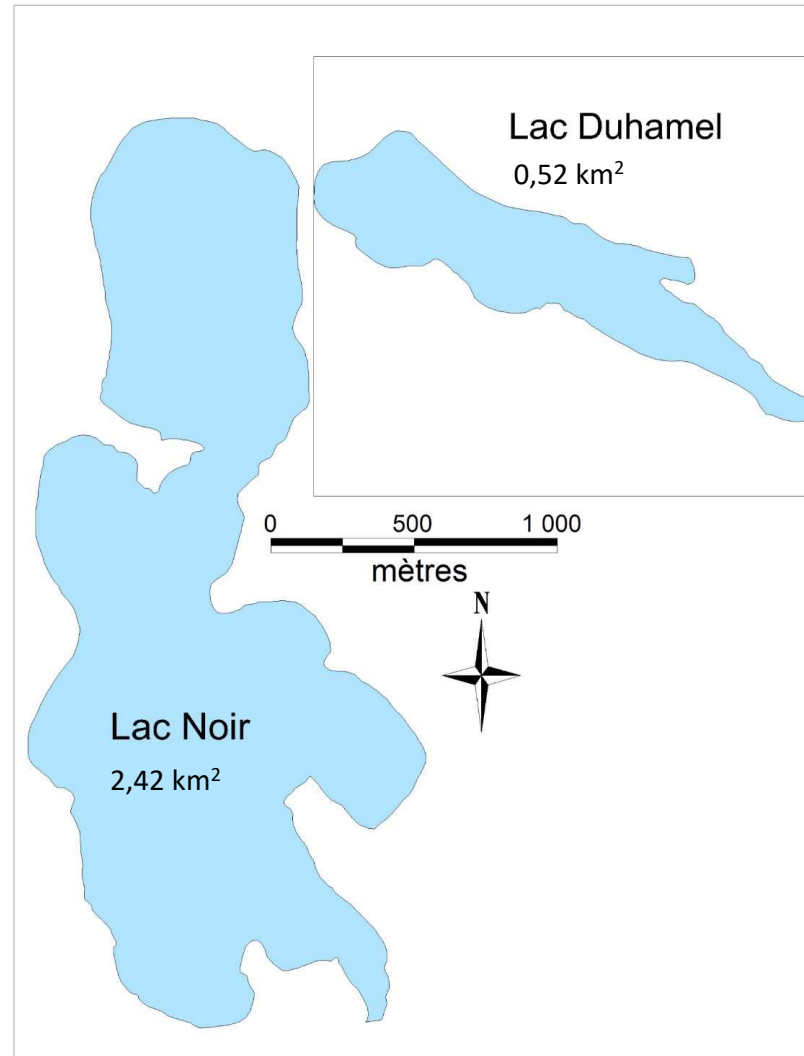 Lac Duhamel
0,52 km²
0 500 1 000
mètres
N
Lac Noir
2,42 km²